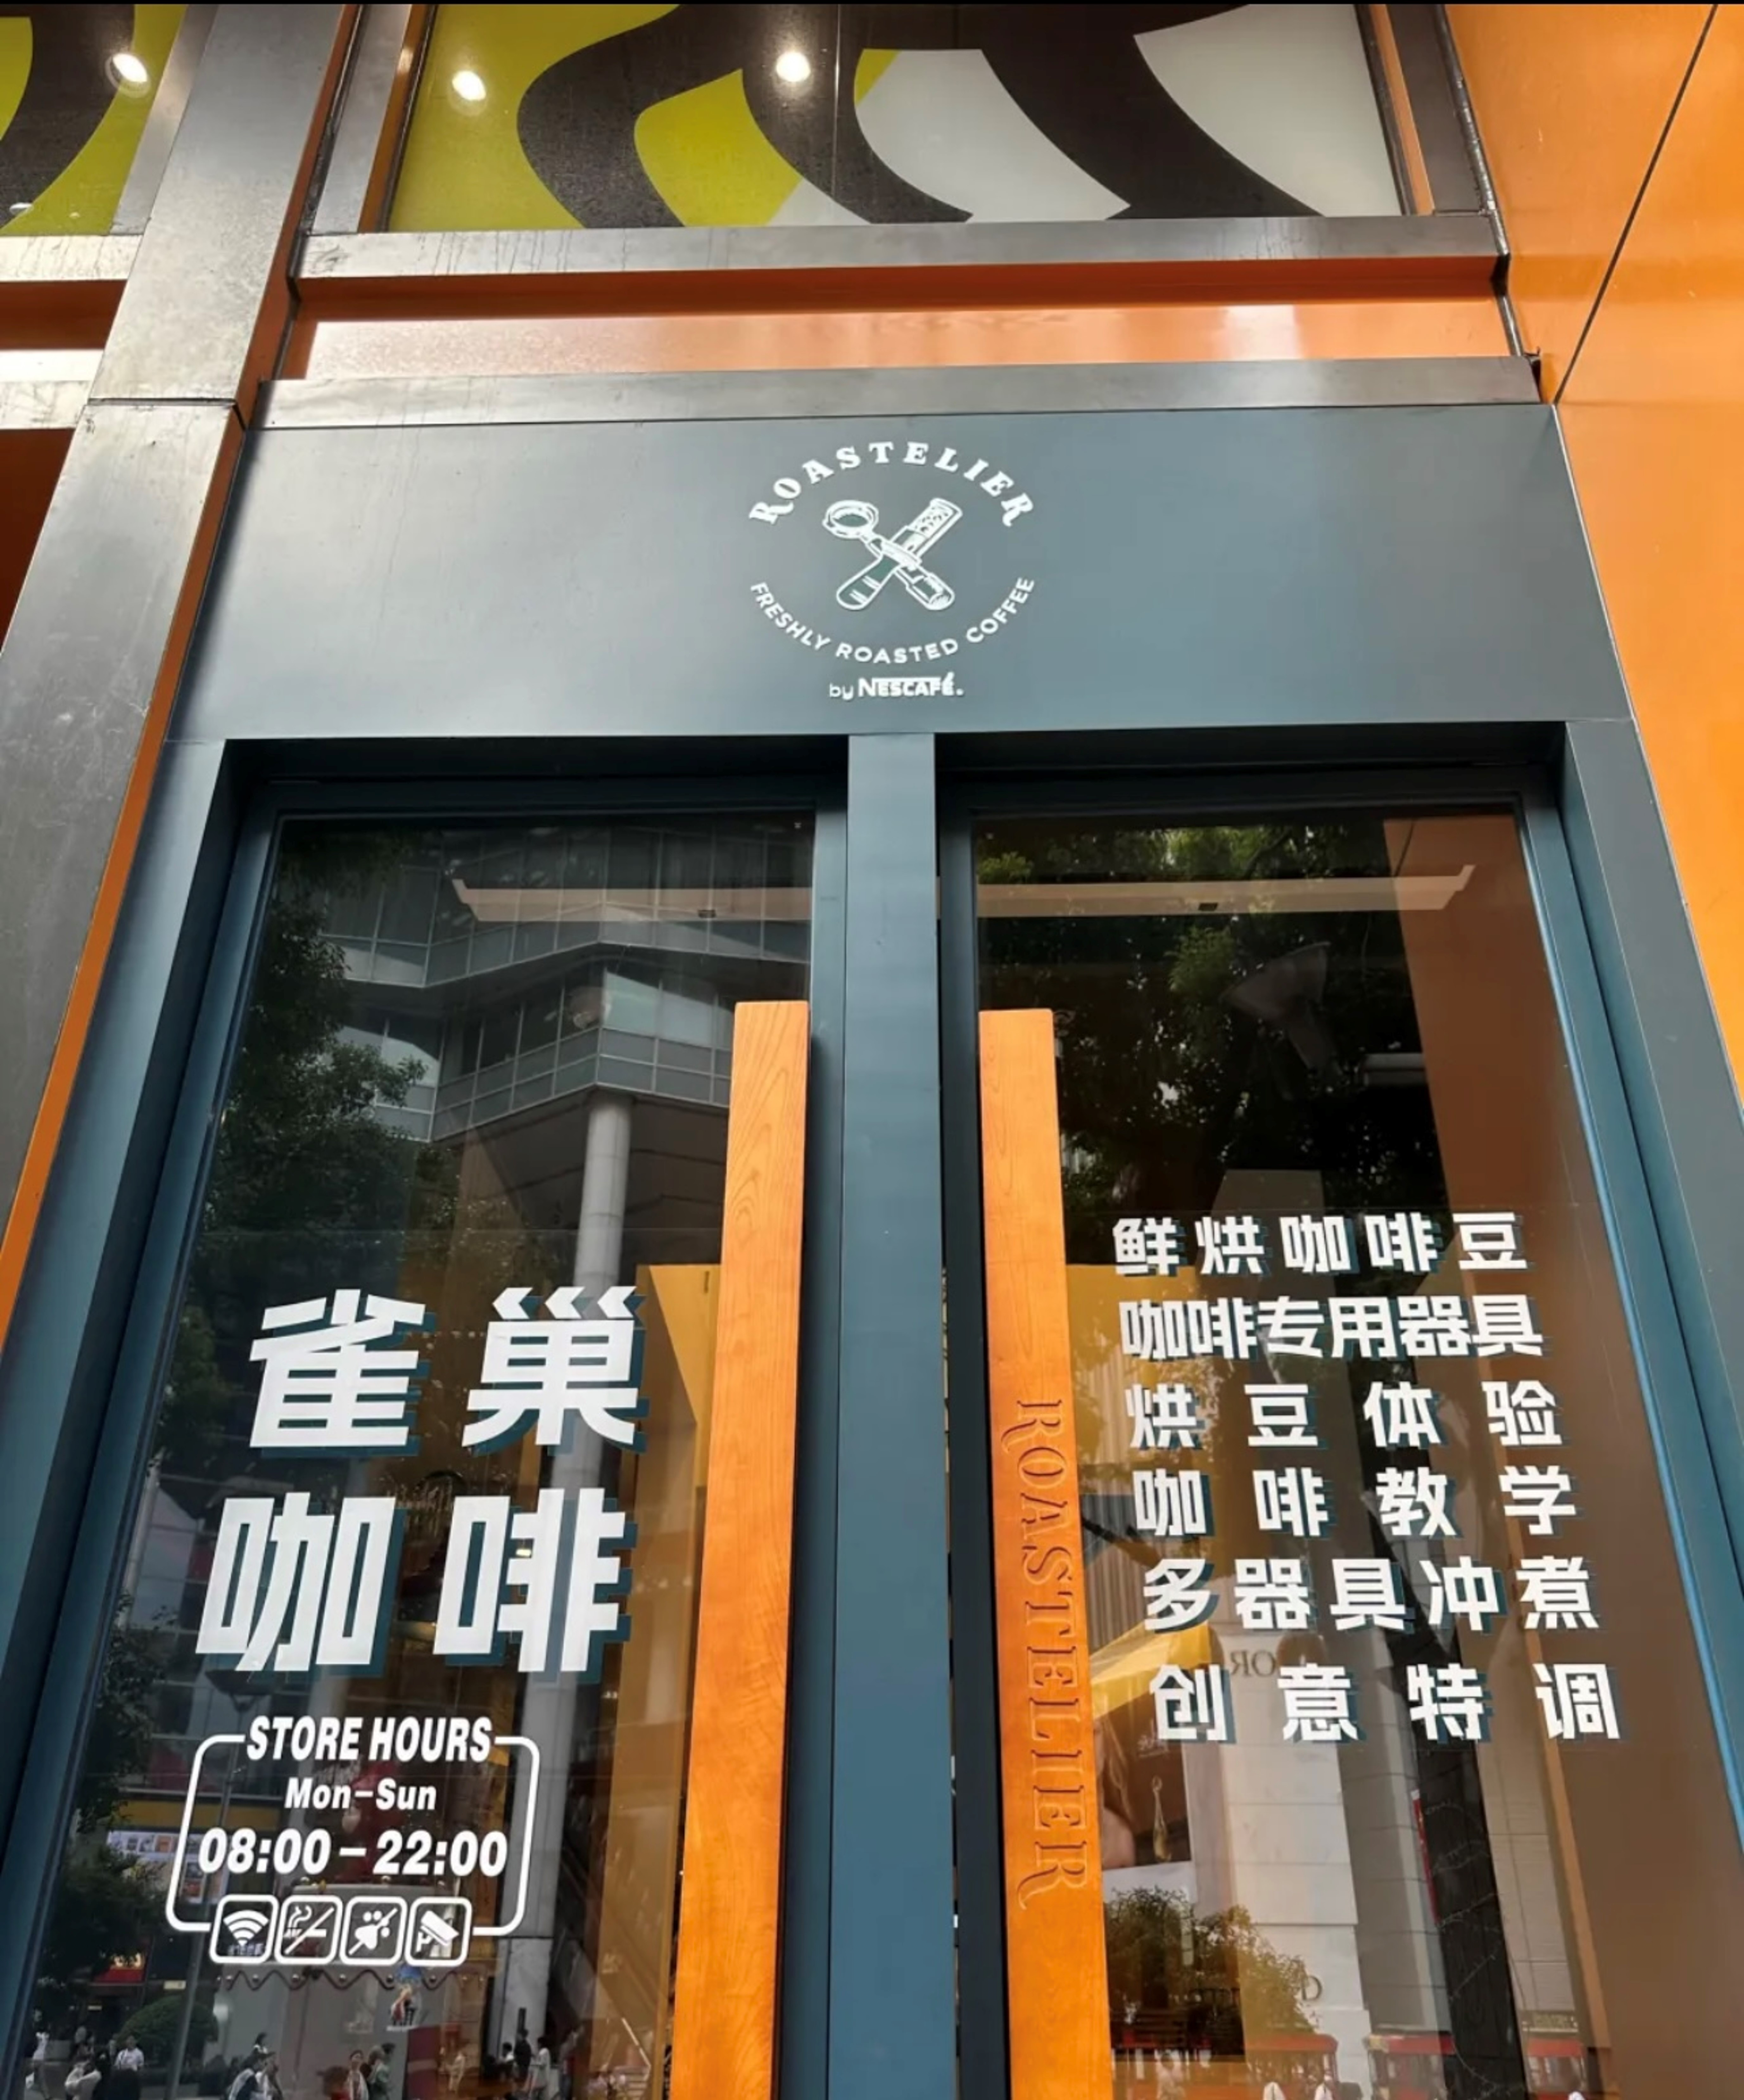 ROASTELIER
FRESHLY ROASTED COFFEE
by NESCAFÉ.
雀巢
咖啡
STORE HOURS
Mon-Sun
08:00-22:00
ROASTELIER
鲜烘咖啡豆
咖啡专用器具
烘豆体验
咖啡教学
多器具冲煮
创意特调